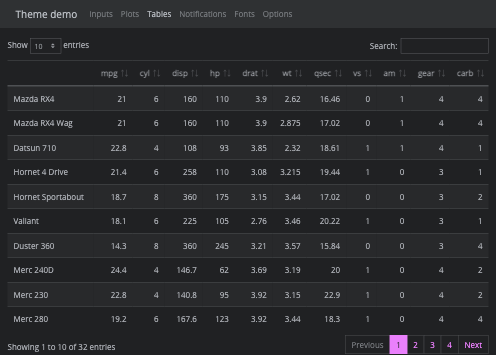 Theme demo Inputs Plots Tables Notifications Fonts Options
Show 10 entries Search:
mpg cyl disp hp drat wt qsec vs am gear carb
Mazda RX4 21 6 160 110 3.9 2.62 16.46 0 1 4 4
Mazda RX4 Wag 21 6 160 110 3.9 2.875 17.02 0 1 4 4
Datsun 710 22.8 4 108 93 3.85 2.32 18.61 1 1 4 1
Hornet 4 Drive 21.4 6 258 110 3.08 3.215 19.44 1 0 3 1
Hornet Sportabout 18.7 8 360 175 3.15 3.44 17.02 0 0 3 2
Valiant 18.1 6 225 105 2.76 3.46 20.22 1 0 3 1
Duster 360 14.3 8 360 245 3.21 3.57 15.84 0 0 3 4
Merc 240D 24.4 4 146.7 62 3.69 3.19 20 1 0 4 2
Merc 230 22.8 4 140.8 95 3.92 3.15 22.9 1 0 4 2
Merc 280 19.2 6 167.6 123 3.92 3.44 18.3 1 0 4 4
Showing 1 to 10 of 32 entries Previous 1 2 3 4 Next